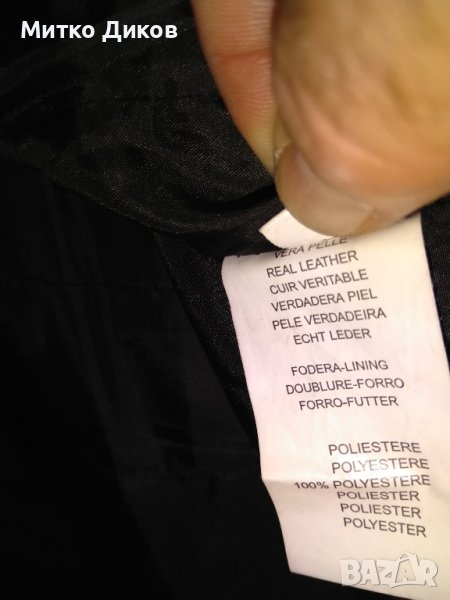 Митко Диков
VERA PELLE
REAL LEATHER
CUIR VERITABLE
VERDADERA PIEL
PELE VERDADEIRA
ECHT LEDER
FODERA-LINING
DOUBLURE-FORRO
FORRO-FUTTER
POLIESTERE
POLYESTERE
100% POLYESTERE
POLIESTER
POLIESTER
POLYESTER
BAZAR